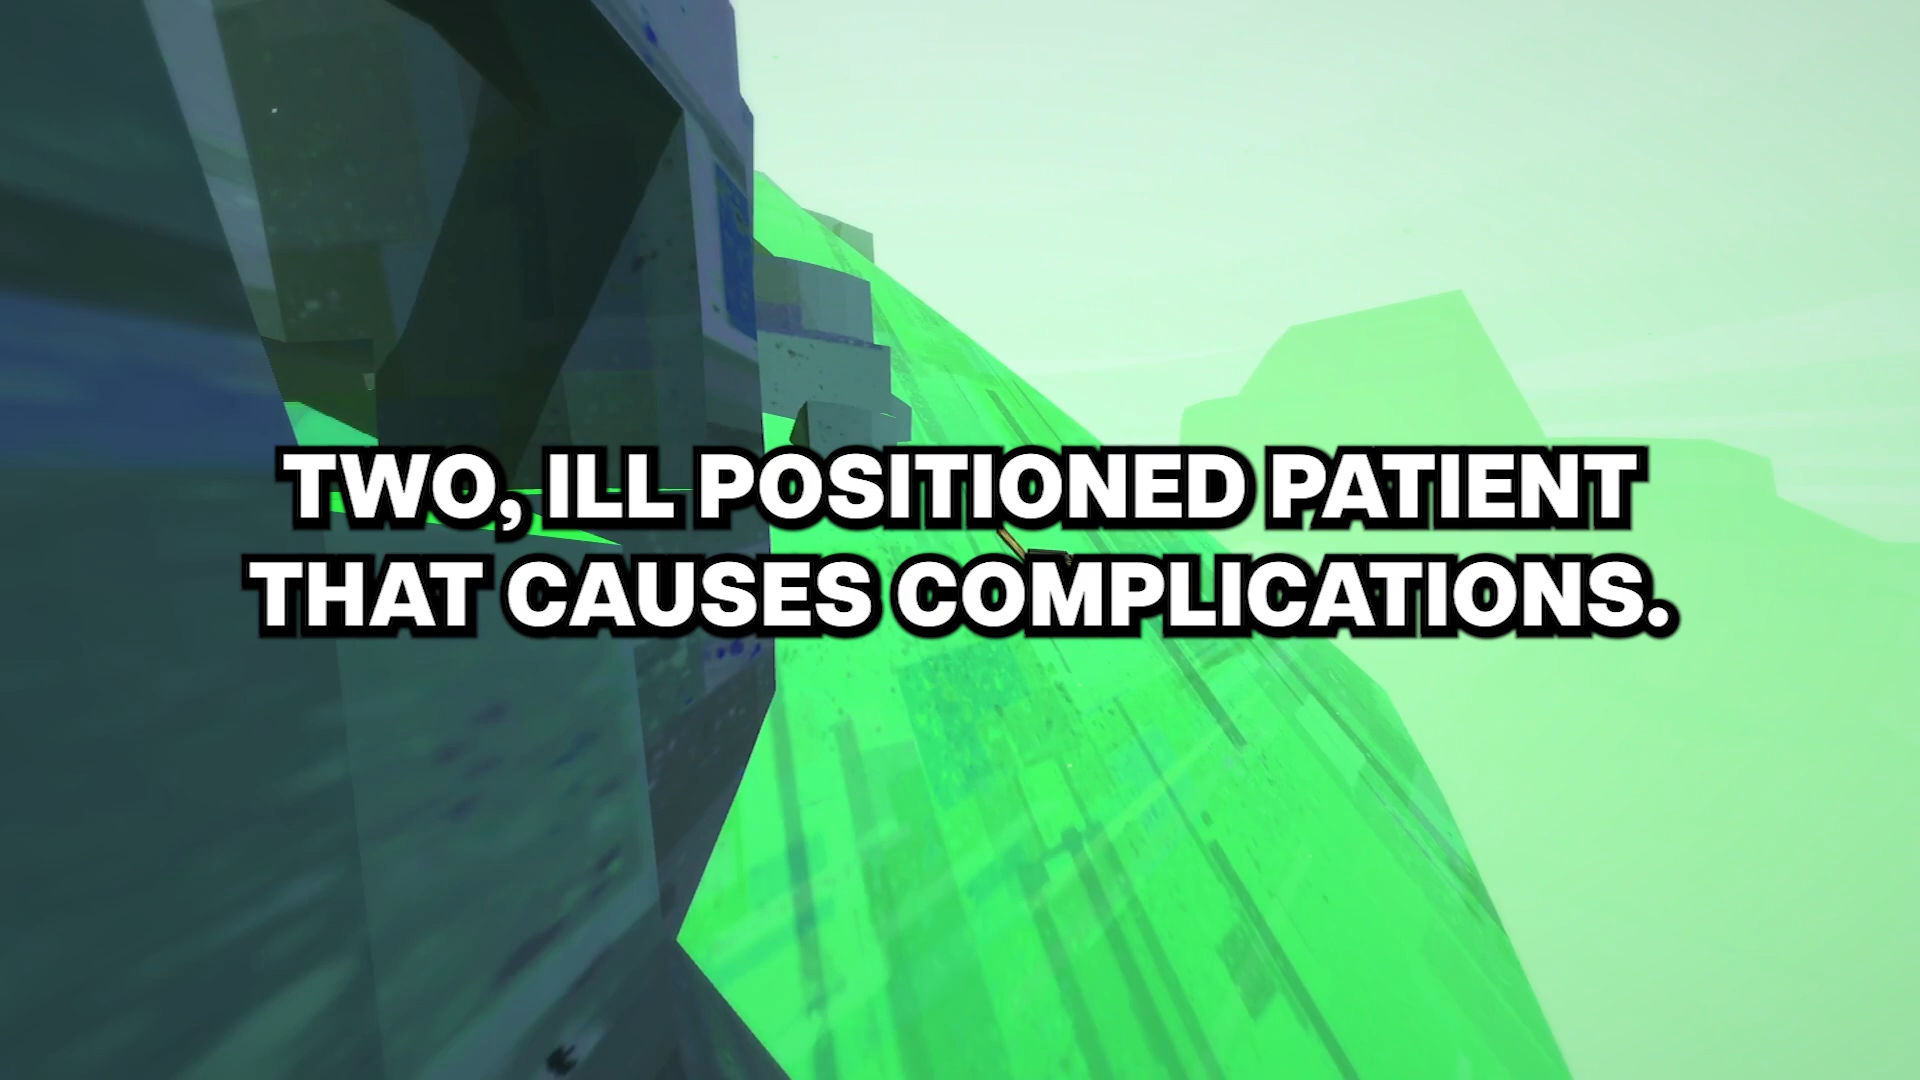 TWO, ILL POSITIONED PATIENT
THAT CAUSES COMPLICATIONS.